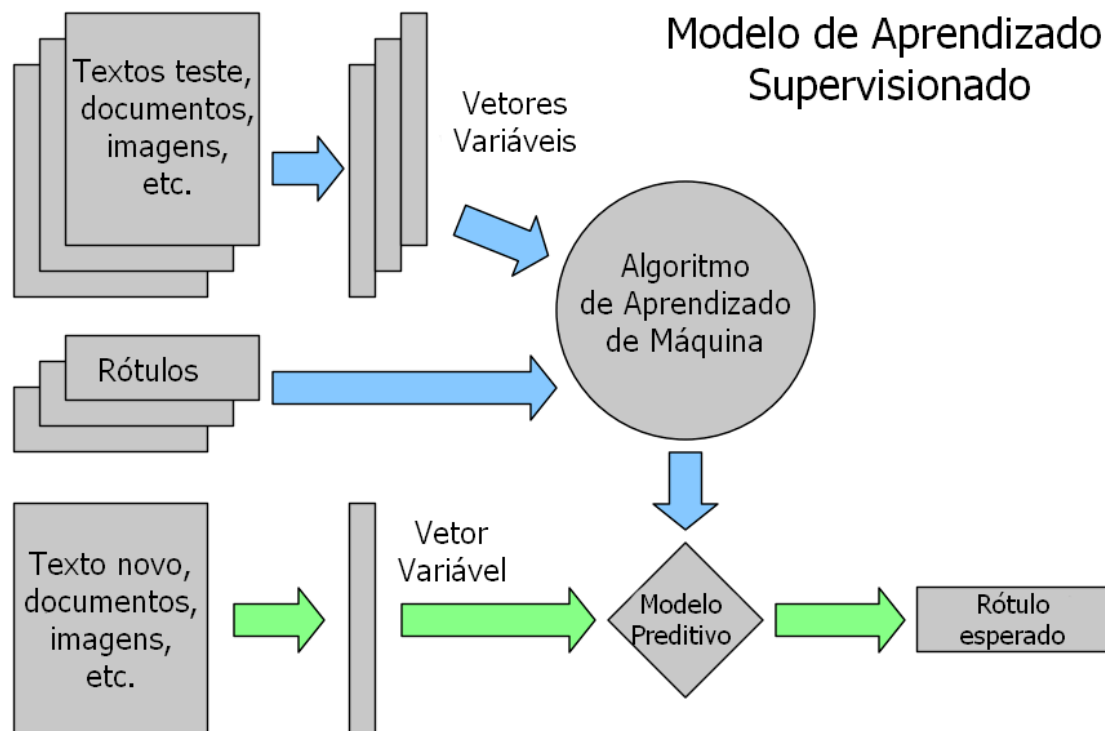 Modelo de Aprendizado
Supervisionado
Textos teste,
documentos,
imagens,
etc.
Vetores
Variáveis
Algoritmo
de Aprendizado
de Máquina
Rótulos
Texto novo,
documentos,
imagens,
etc.
Vetor
Variável
Modelo
Preditivo
Rótulo
esperado